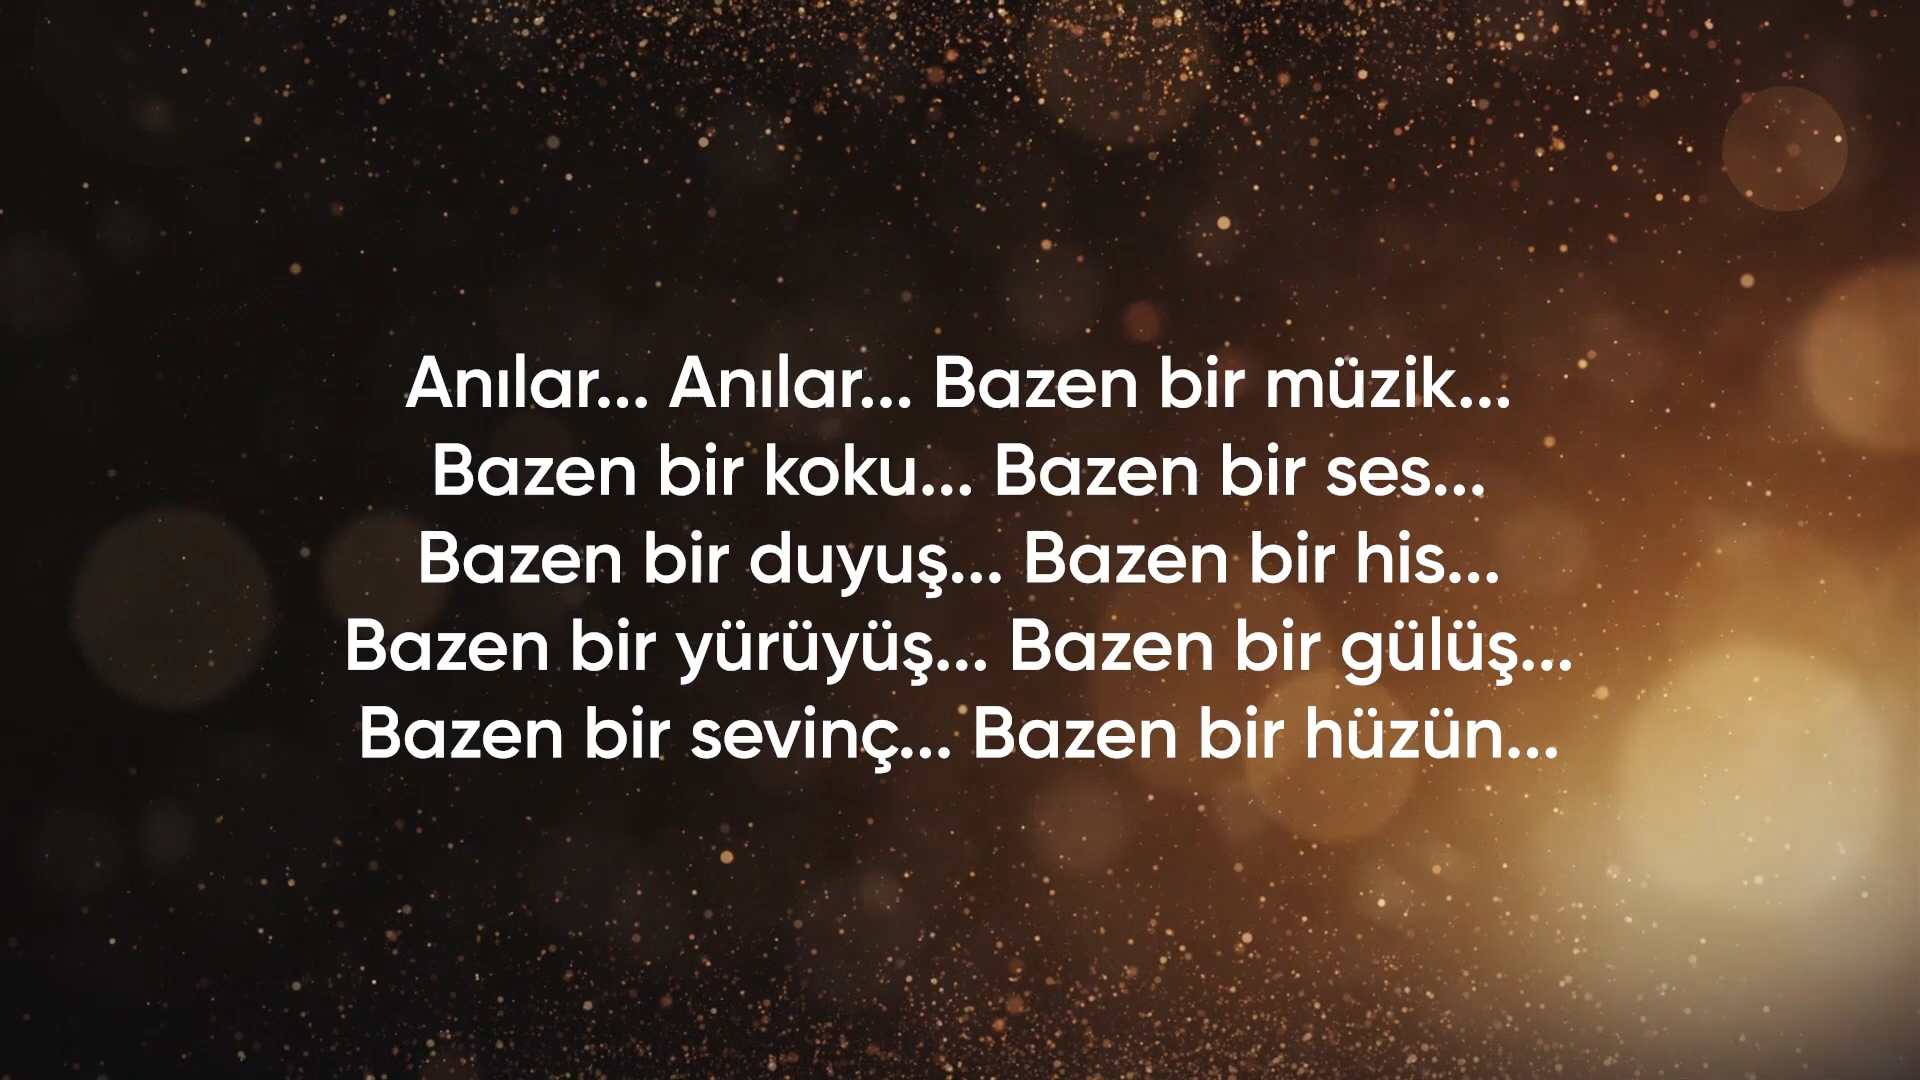 Anılar... Anılar... Bazen bir müzik...
Bazen bir koku... Bazen bir ses...
Bazen bir duyuş... Bazen bir his...
Bazen bir yürüyüş... Bazen bir gülüş...
Bazen bir sevinç... Bazen bir hüzün...